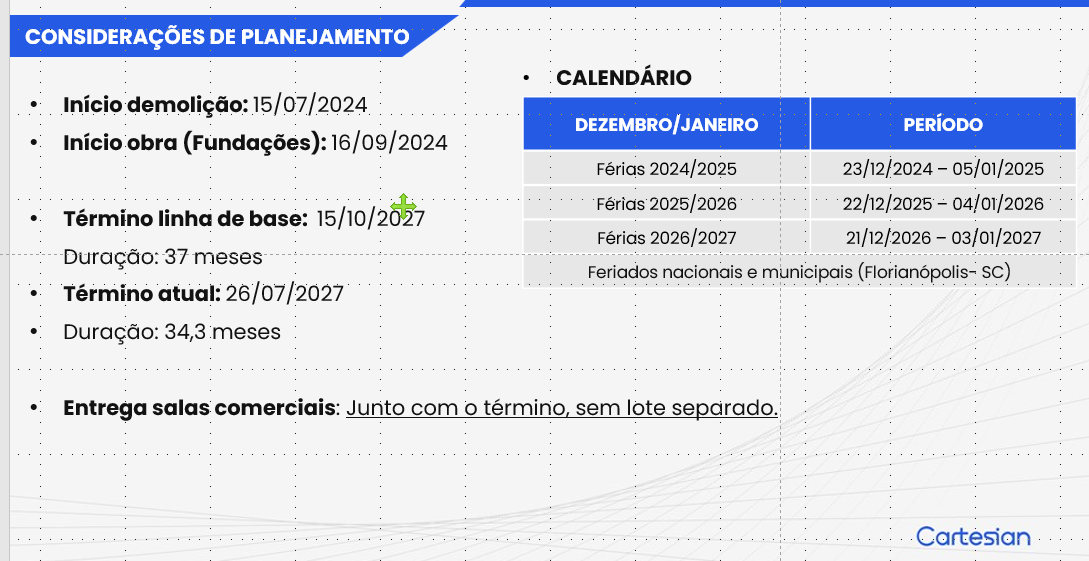 CONSIDERAÇÕES DE PLANEJAMENTO
• Início demolição: 15/07/2024
• Início obra (Fundações): 16/09/2024
• Término linha de base: 15/10/2027
Duração: 37 meses
• Término atual: 26/07/2027
• Duração: 34,3 meses
• Entrega salas comerciais: Junto com o término, sem lote separado.
• CALENDÁRIO
DEZEMBRO/JANEIRO PERÍODO
Férias 2024/2025 23/12/2024 – 05/01/2025
Férias 2025/2026 22/12/2025 – 04/01/2026
Férias 2026/2027 21/12/2026 – 03/01/2027
Feriados nacionais e municipais (Florianópolis- SC)
Cartesian